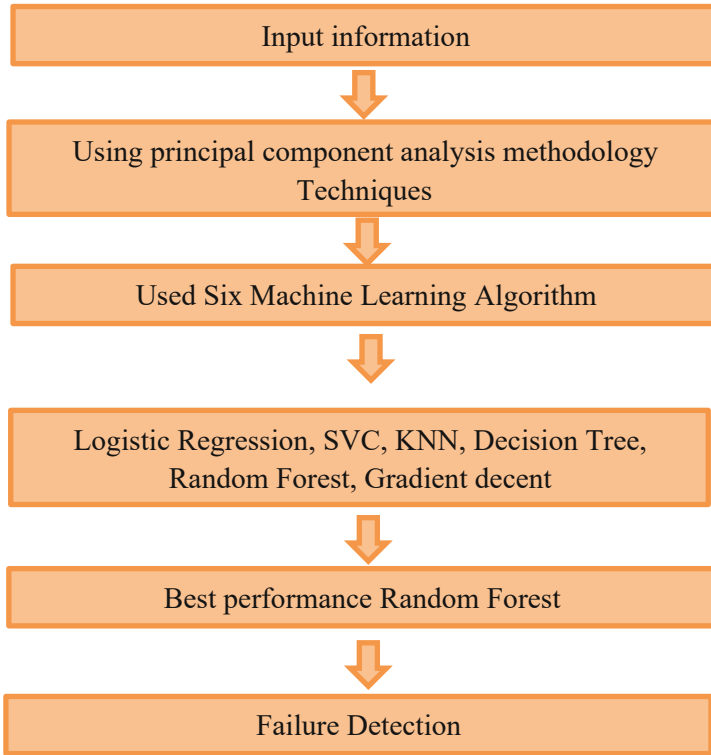 Input information
Using principal component analysis methodology
Techniques
Used Six Machine Learning Algorithm
Logistic Regression, SVC, KNN, Decision Tree,
Random Forest, Gradient decent
Best performance Random Forest
Failure Detection